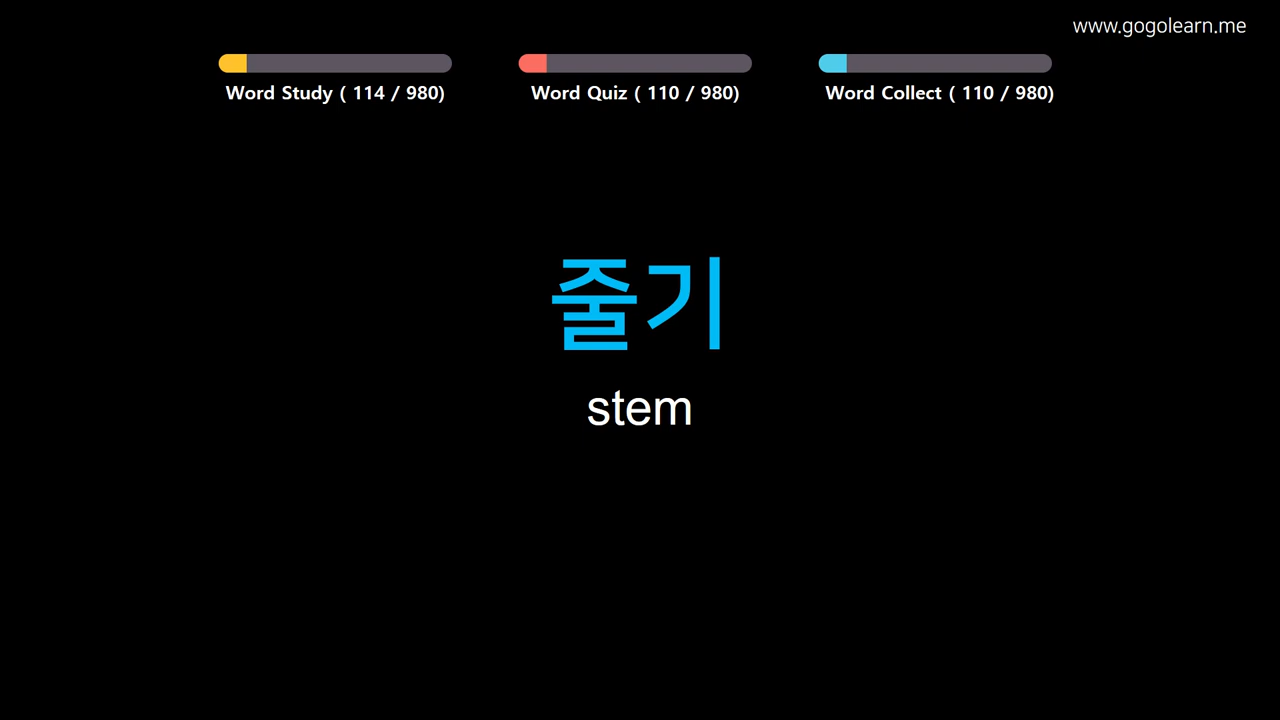 www.gogolearn.me
Word Study ( 114 / 980)
Word Quiz ( 110 / 980)
Word Collect ( 110 / 980)
줄기
stem